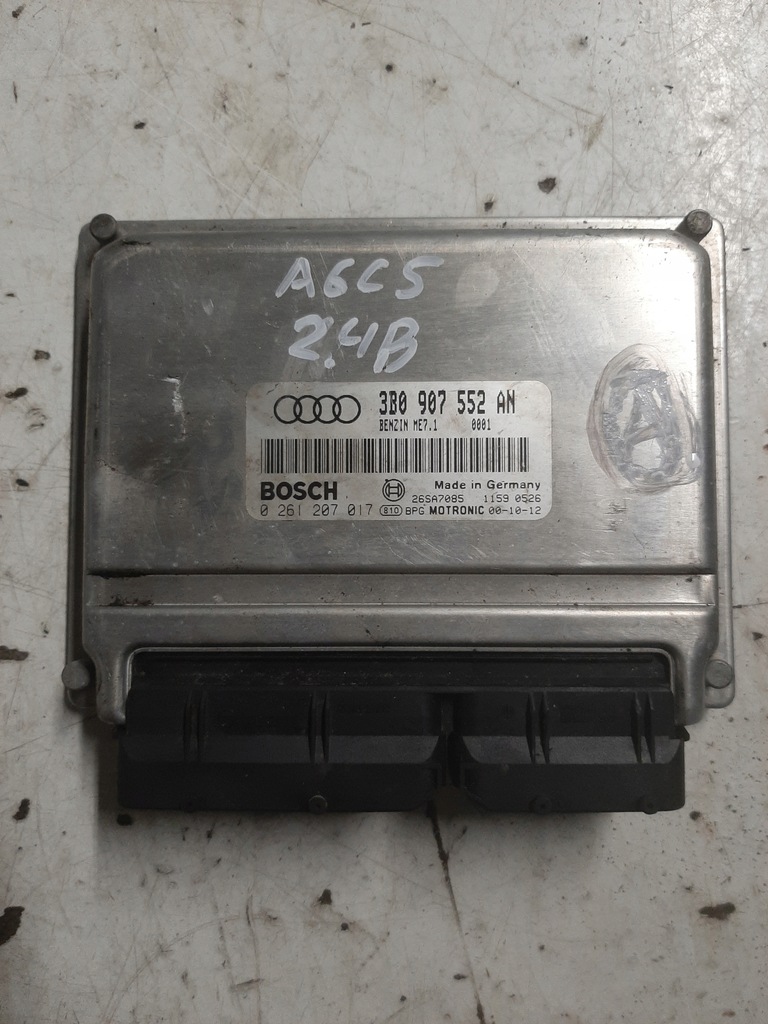 A6C5
2.4B
3B0 907 552 AN
BENZIN ME7.1 0001
BOSCH
Made in Germany
26SA7085 1159 0526
0 261 207 017 810 BPG MOTRONIC 00-10-12
A